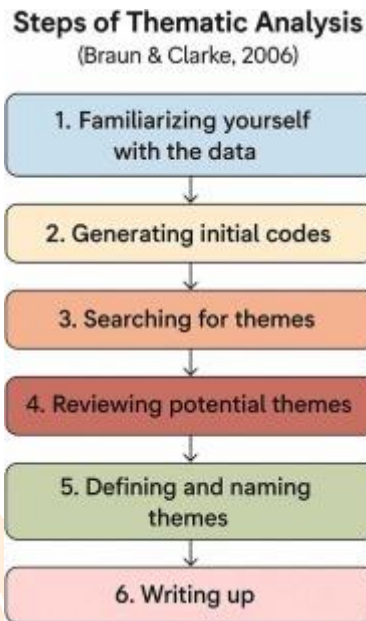 Steps of Thematic Analysis
(Braun & Clarke, 2006)
1. Familiarizing yourself
with the data
2. Generating initial codes
3. Searching for themes
4. Reviewing potential themes
5. Defining and naming
themes
6. Writing up